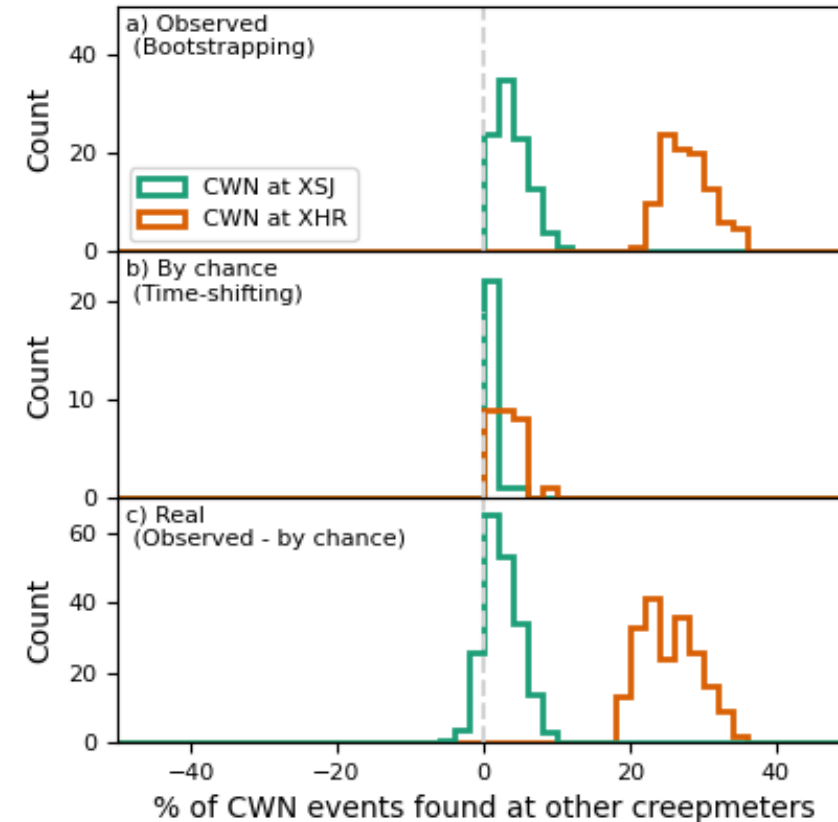 a) Observed
(Bootstrapping)
40
20
0
Count
CWN at XSJ
CWN at XHR
b) By chance
(Time-shifting)
20
10
0
Count
c) Real
(Observed - by chance)
60
40
20
0
Count
−40 −20 0 20 40
% of CWN events found at other creepmeters